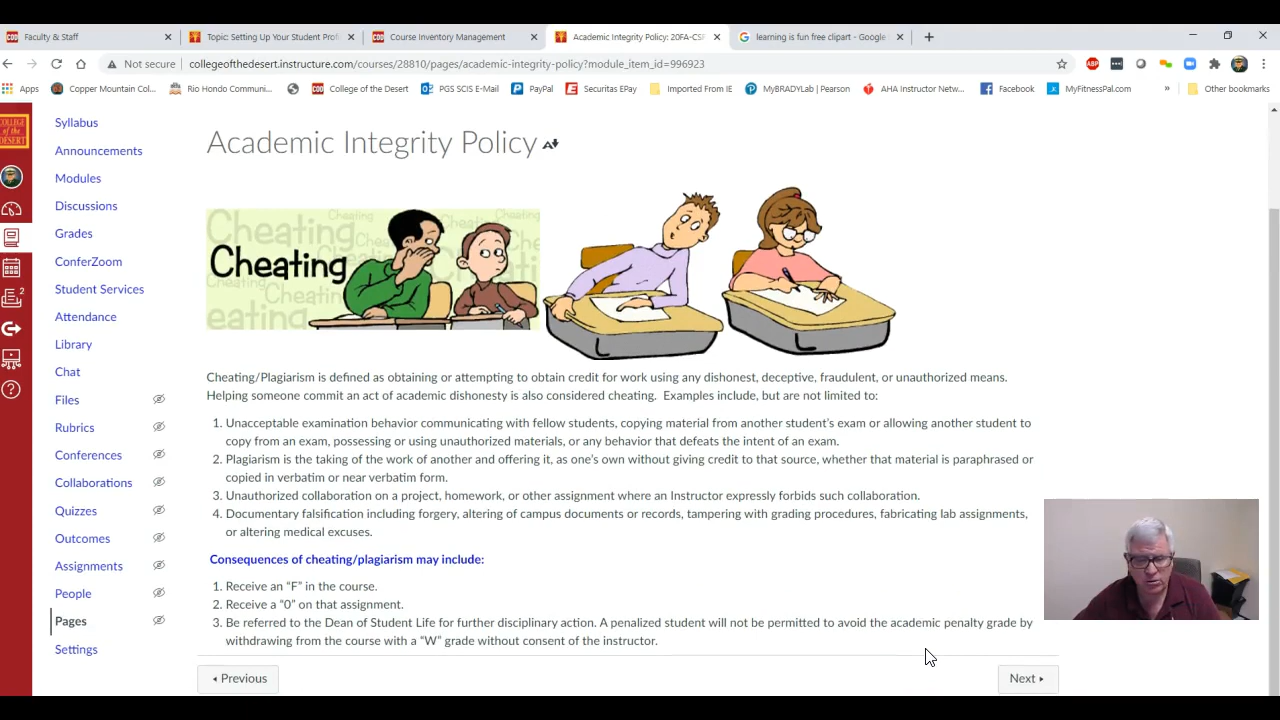 Faculty & Staff
Topic: Setting Up Your Student Prof
Course Inventory Management
Academic Integrity Policy: 20FA-CSF
learning is fun free clipart - Google
Not secure
collegeofthedesert.instructure.com/courses/28810/pages/academic-integrity-policy?module_item_id=996923
ABP
Apps
Copper Mountain Col...
Rio Hondo Communi...
COD
College of the Desert
PGS SCIS E-Mail
PayPal
Securitas EPay
Imported From IE
MyBRADYLab | Pearson
AHA Instructor Netw...
Facebook
MyFitnessPal.com
»
Other bookmarks
COLLEGE
of the
DESERT
2
Syllabus
Announcements
Modules
Discussions
Grades
ConferZoom
Student Services
Attendance
Library
Chat
Files
Rubrics
Conferences
Collaborations
Quizzes
Outcomes
Assignments
People
Pages
Settings
Academic Integrity Policy
Cheating
Cheating
Cheating
Cheating
Cheating/Plagiarism is defined as obtaining or attempting to obtain credit for work using any dishonest, deceptive, fraudulent, or unauthorized means.
Helping someone commit an act of academic dishonesty is also considered cheating. Examples include, but are not limited to:
1. Unacceptable examination behavior communicating with fellow students, copying material from another student's exam or allowing another student to
copy from an exam, possessing or using unauthorized materials, or any behavior that defeats the intent of an exam.
2. Plagiarism is the taking of the work of another and offering it, as one's own without giving credit to that source, whether that material is paraphrased or
copied in verbatim or near verbatim form.
3. Unauthorized collaboration on a project, homework, or other assignment where an Instructor expressly forbids such collaboration.
4. Documentary falsification including forgery, altering of campus documents or records, tampering with grading procedures, fabricating lab assignments,
or altering medical excuses.
Consequences of cheating/plagiarism may include:
1. Receive an “F” in the course.
2. Receive a “0” on that assignment.
3. Be referred to the Dean of Student Life for further disciplinary action. A penalized student will not be permitted to avoid the academic penalty grade by
withdrawing from the course with a “W” grade without consent of the instructor.
Previous
Next